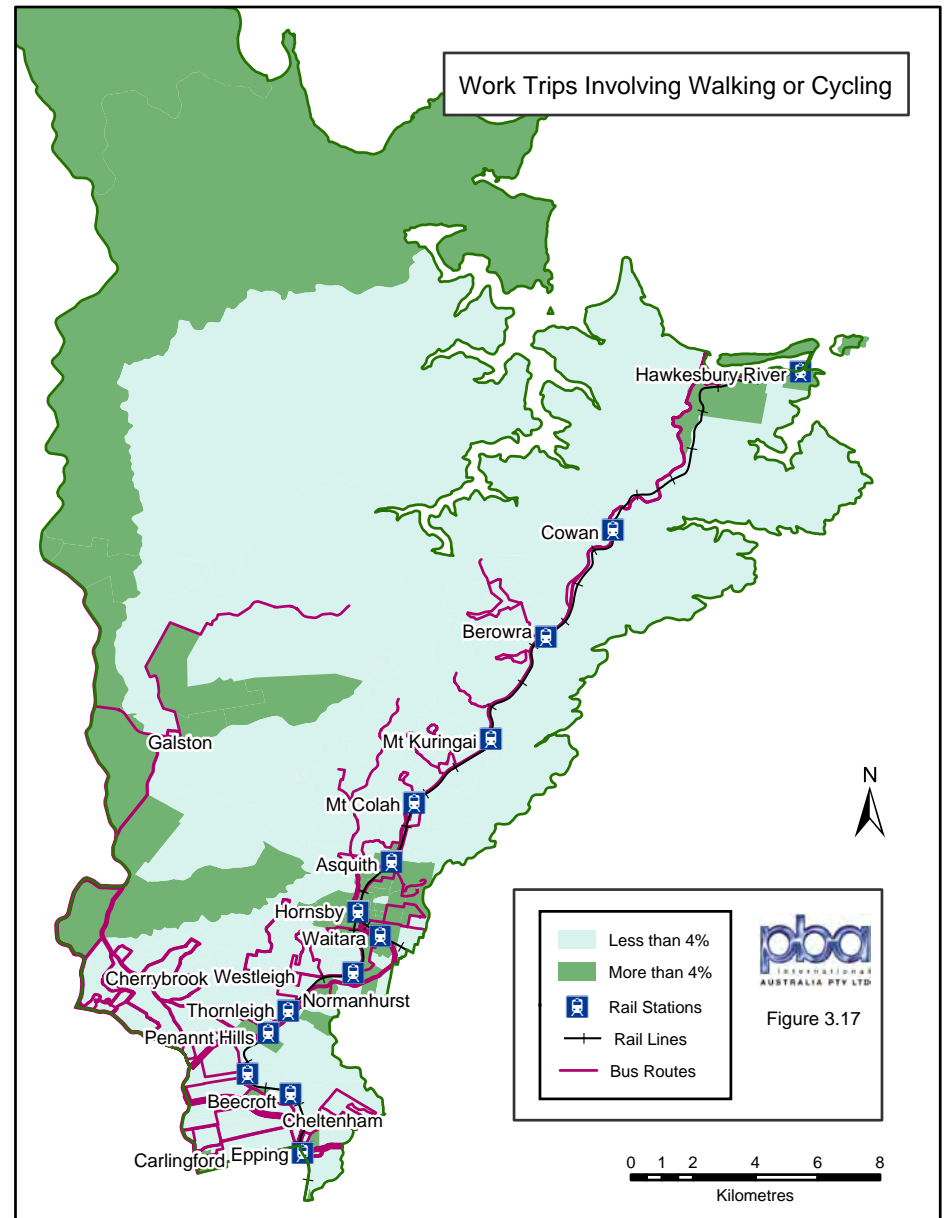 Work Trips Involving Walking or Cycling
Hawkesbury River
Cowan
Berowra
Galston
Mt Kuringai
Mt Colah
N
Asquith
Hornsby
Waitara
Cherrybrook
Westleigh
Normanhurst
Thornleigh
Penannt Hills
Beecroft
Cheltenham
Carlingford
Epping
Less than 4%
More than 4%
Rail Stations
Rail Lines
Bus Routes
pba
international
AUSTRALIA PTY LTD
Figure 3.17
0 1 2 4 6 8
Kilometres